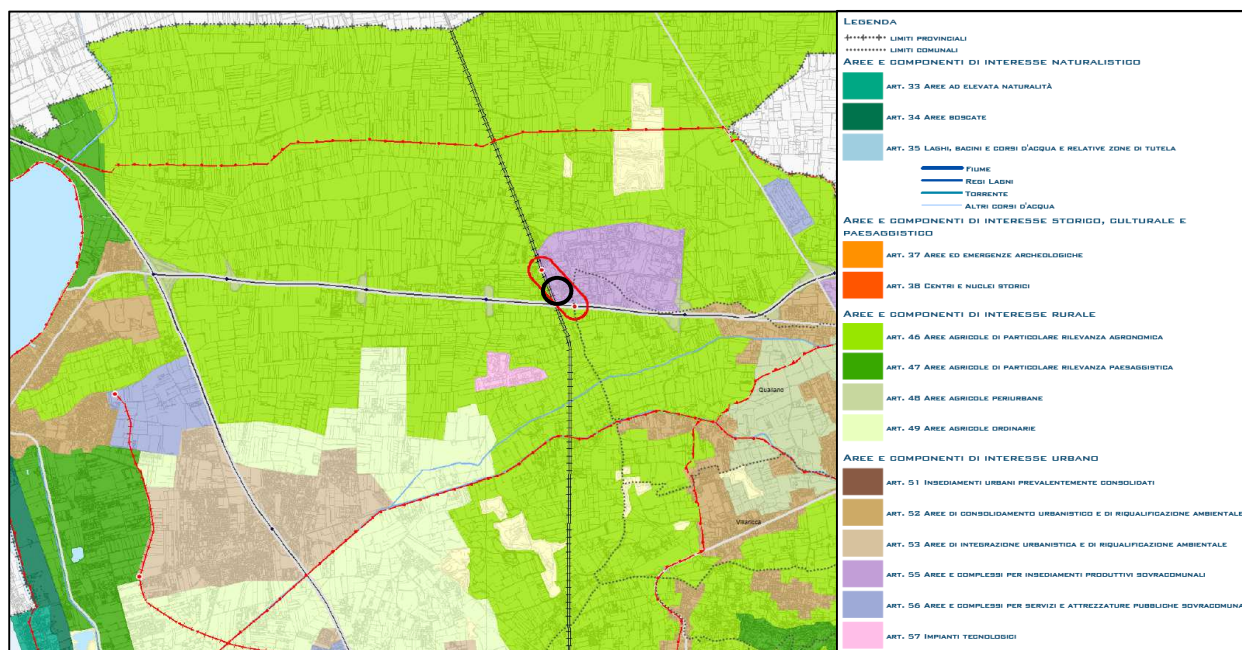 Legenda
limiti provinciali
limiti comunali
Aree e componenti di interesse naturalistico
art. 33 Aree ad elevata naturalità
art. 34 Aree boscate
art. 35 Laghi, bacini e corsi d'acqua e relative zone di tutela
Fiume
Regi Lagni
Torrente
Altri corsi d'acqua
Aree e componenti di interesse storico, culturale e
paesaggistico
art. 37 Aree ed emergenze archeologiche
art. 38 Centri e nuclei storici
Aree e componenti di interesse rurale
art. 46 Aree agricole di particolare rilevanza agronomica
art. 47 Aree agricole di particolare rilevanza paesaggistica
art. 48 Aree agricole periurbane
art. 49 Aree agricole ordinarie
Aree e componenti di interesse urbano
art. 51 Insediamenti urbani prevalentemente consolidati
art. 52 Aree di consolidamento urbanistico e di riqualificazione ambientale
art. 53 Aree di integrazione urbanistica e di riqualificazione ambientale
art. 55 Aree e complessi per insediamenti produttivi sovracomunali
art. 56 Aree e complessi per servizi e attrezzature pubbliche sovracomuna
art. 57 Impianti tecnologici
Qualiano
Villaricca